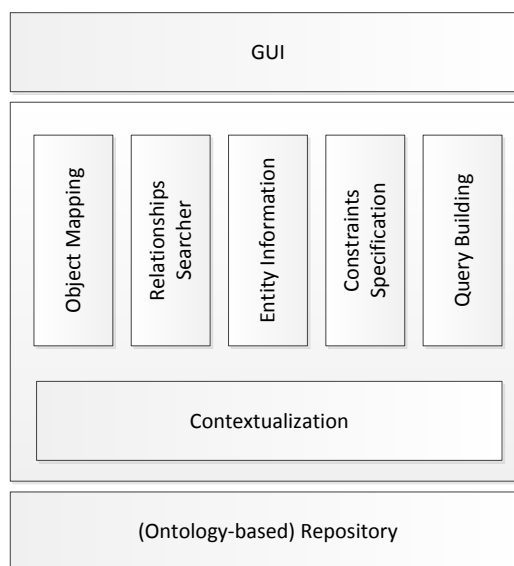 GUI
Object Mapping
Relationships
Searcher
Entity Information
Constraints
Specification
Query Building
Contextualization
(Ontology-based) Repository